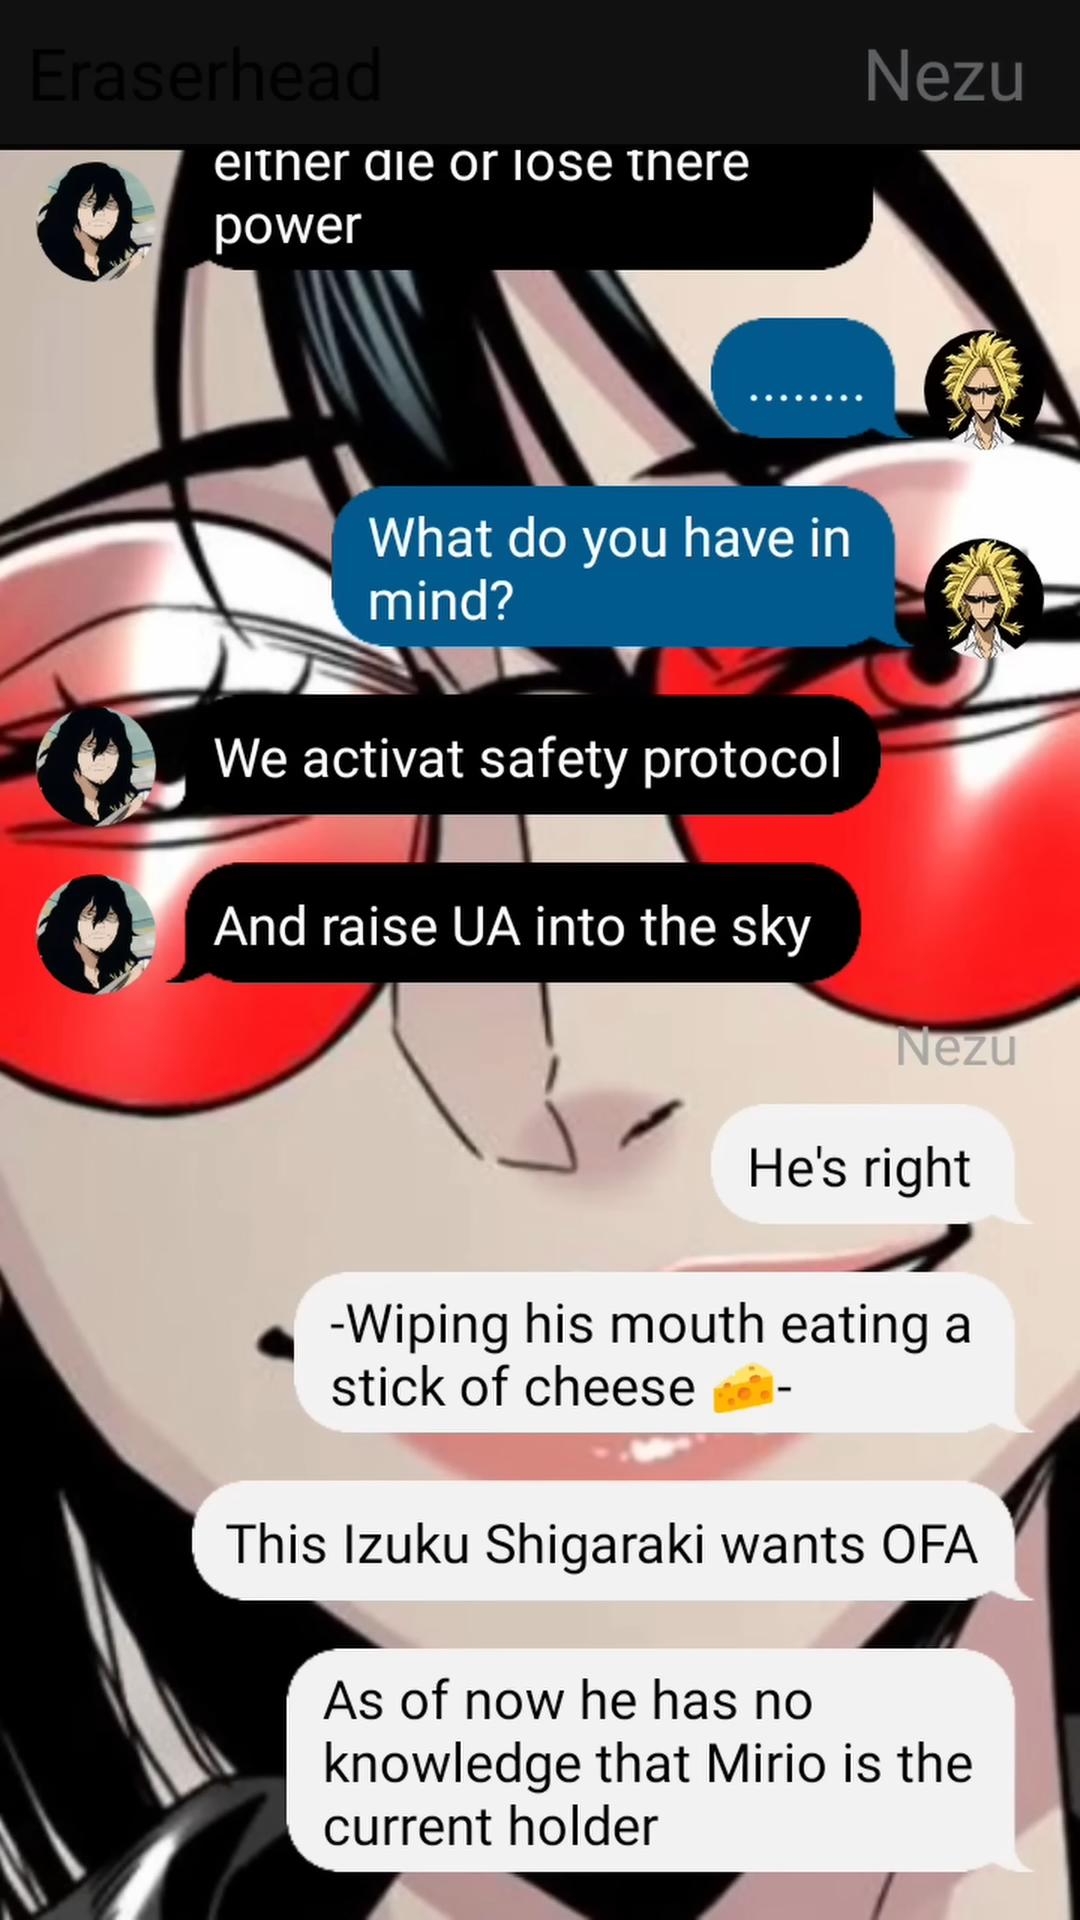 Eraserhead
Nezu
either die or lose there
power
........
What do you have in
mind?
We activat safety protocol
And raise UA into the sky
Nezu
He's right
-Wiping his mouth eating a
stick of cheese 🧀-
This Izuku Shigaraki wants OFA
As of now he has no
knowledge that Mirio is the
current holder